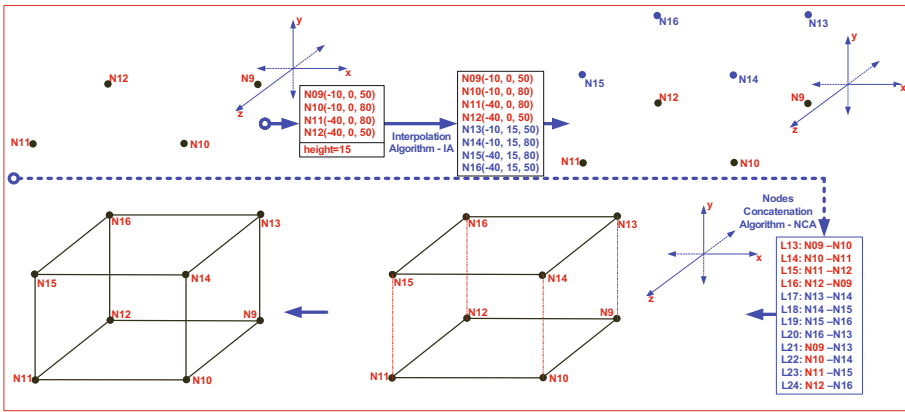 N12
N9
N11
N10
y
x
z
N09(-10, 0, 50)
N10(-10, 0, 80)
N11(-40, 0, 80)
N12(-40, 0, 50)
height=15
Interpolation
Algorithm - IA
N09(-10, 0, 50)
N10(-10, 0, 80)
N11(-40, 0, 80)
N12(-40, 0, 50)
N13(-10, 15, 50)
N14(-10, 15, 80)
N15(-40, 15, 80)
N16(-40, 15, 50)
N16
N13
N15
N14
N12
N9
N11
N10
y
x
z
N16
N13
N15
N14
N12
N9
N11
N10
N16
N13
N15
N14
N12
N9
N11
N10
y
x
z
Nodes
Concatenation
Algorithm - NCA
L13: N09 –N10
L14: N10 –N11
L15: N11 –N12
L16: N12 –N09
L17: N13 –N14
L18: N14 –N15
L19: N15 –N16
L20: N16 –N13
L21: N09 –N13
L22: N10 –N14
L23: N11 –N15
L24: N12 –N16